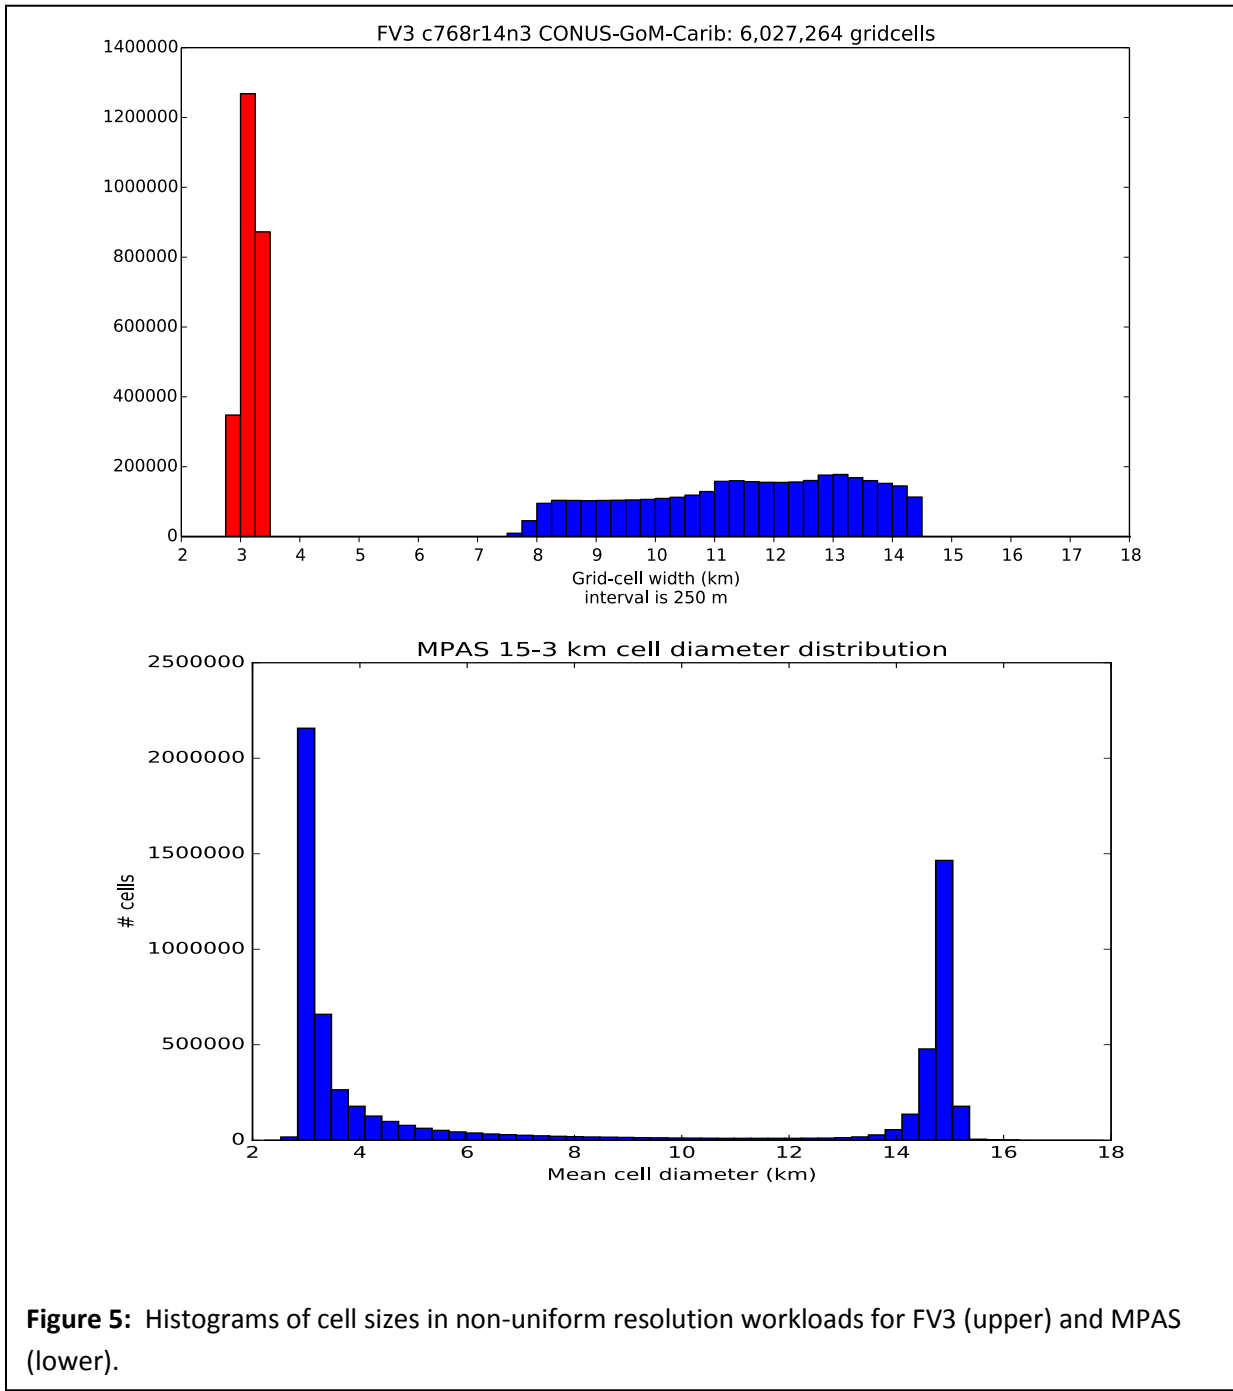 FV3 c768r14n3 CONUS-GoM-Carib: 6,027,264 gridcells
1400000
1200000
1000000
800000
600000
400000
200000
0
2 3 4 5 6 7 8 9 10 11 12 13 14 15 16 17 18
Grid-cell width (km)
interval is 250 m
MPAS 15-3 km cell diameter distribution
2500000
2000000
1500000
1000000
500000
0
# cells
2 4 6 8 10 12 14 16 18
Mean cell diameter (km)
Figure 5: Histograms of cell sizes in non-uniform resolution workloads for FV3 (upper) and MPAS
(lower).